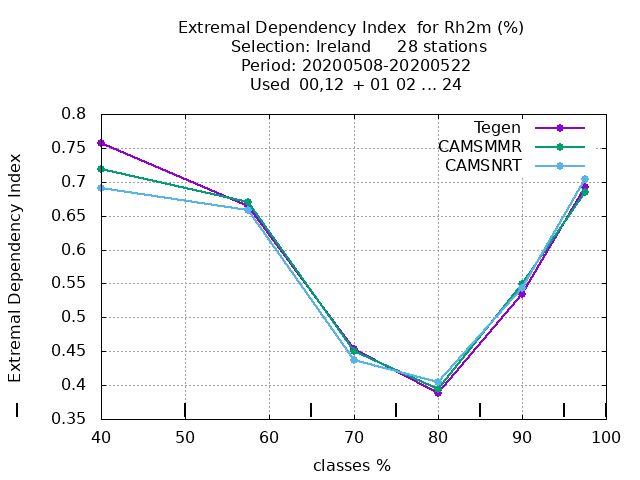 Extremal Dependency Index  for Rh2m (%)
Selection: Ireland     28 stations
Period: 20200508-20200522
Used  00,12  + 01 02 ... 24
Tegen
CAMSMMR
CAMSNRT
Extremal Dependency Index
0.8
0.75
0.7
0.65
0.6
0.55
0.5
0.45
0.4
0.35
40 50 60 70 80 90 100
classes %